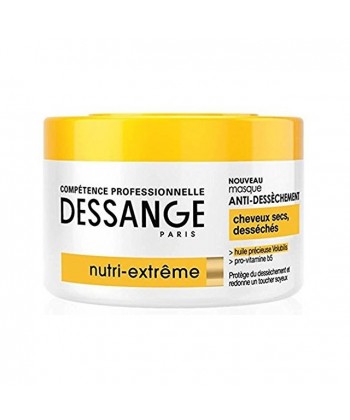 COMPÉTENCE PROFESSIONNELLE
DESSANGE
PARIS
nutri-extrême
NOUVEAU
masque
ANTI-DESSÈCHEMENT
cheveux secs,
desséchés
> huile précieuse Volubilis
> pro-vitamine b5
Protège du dessèchement et
redonne un toucher soyeux